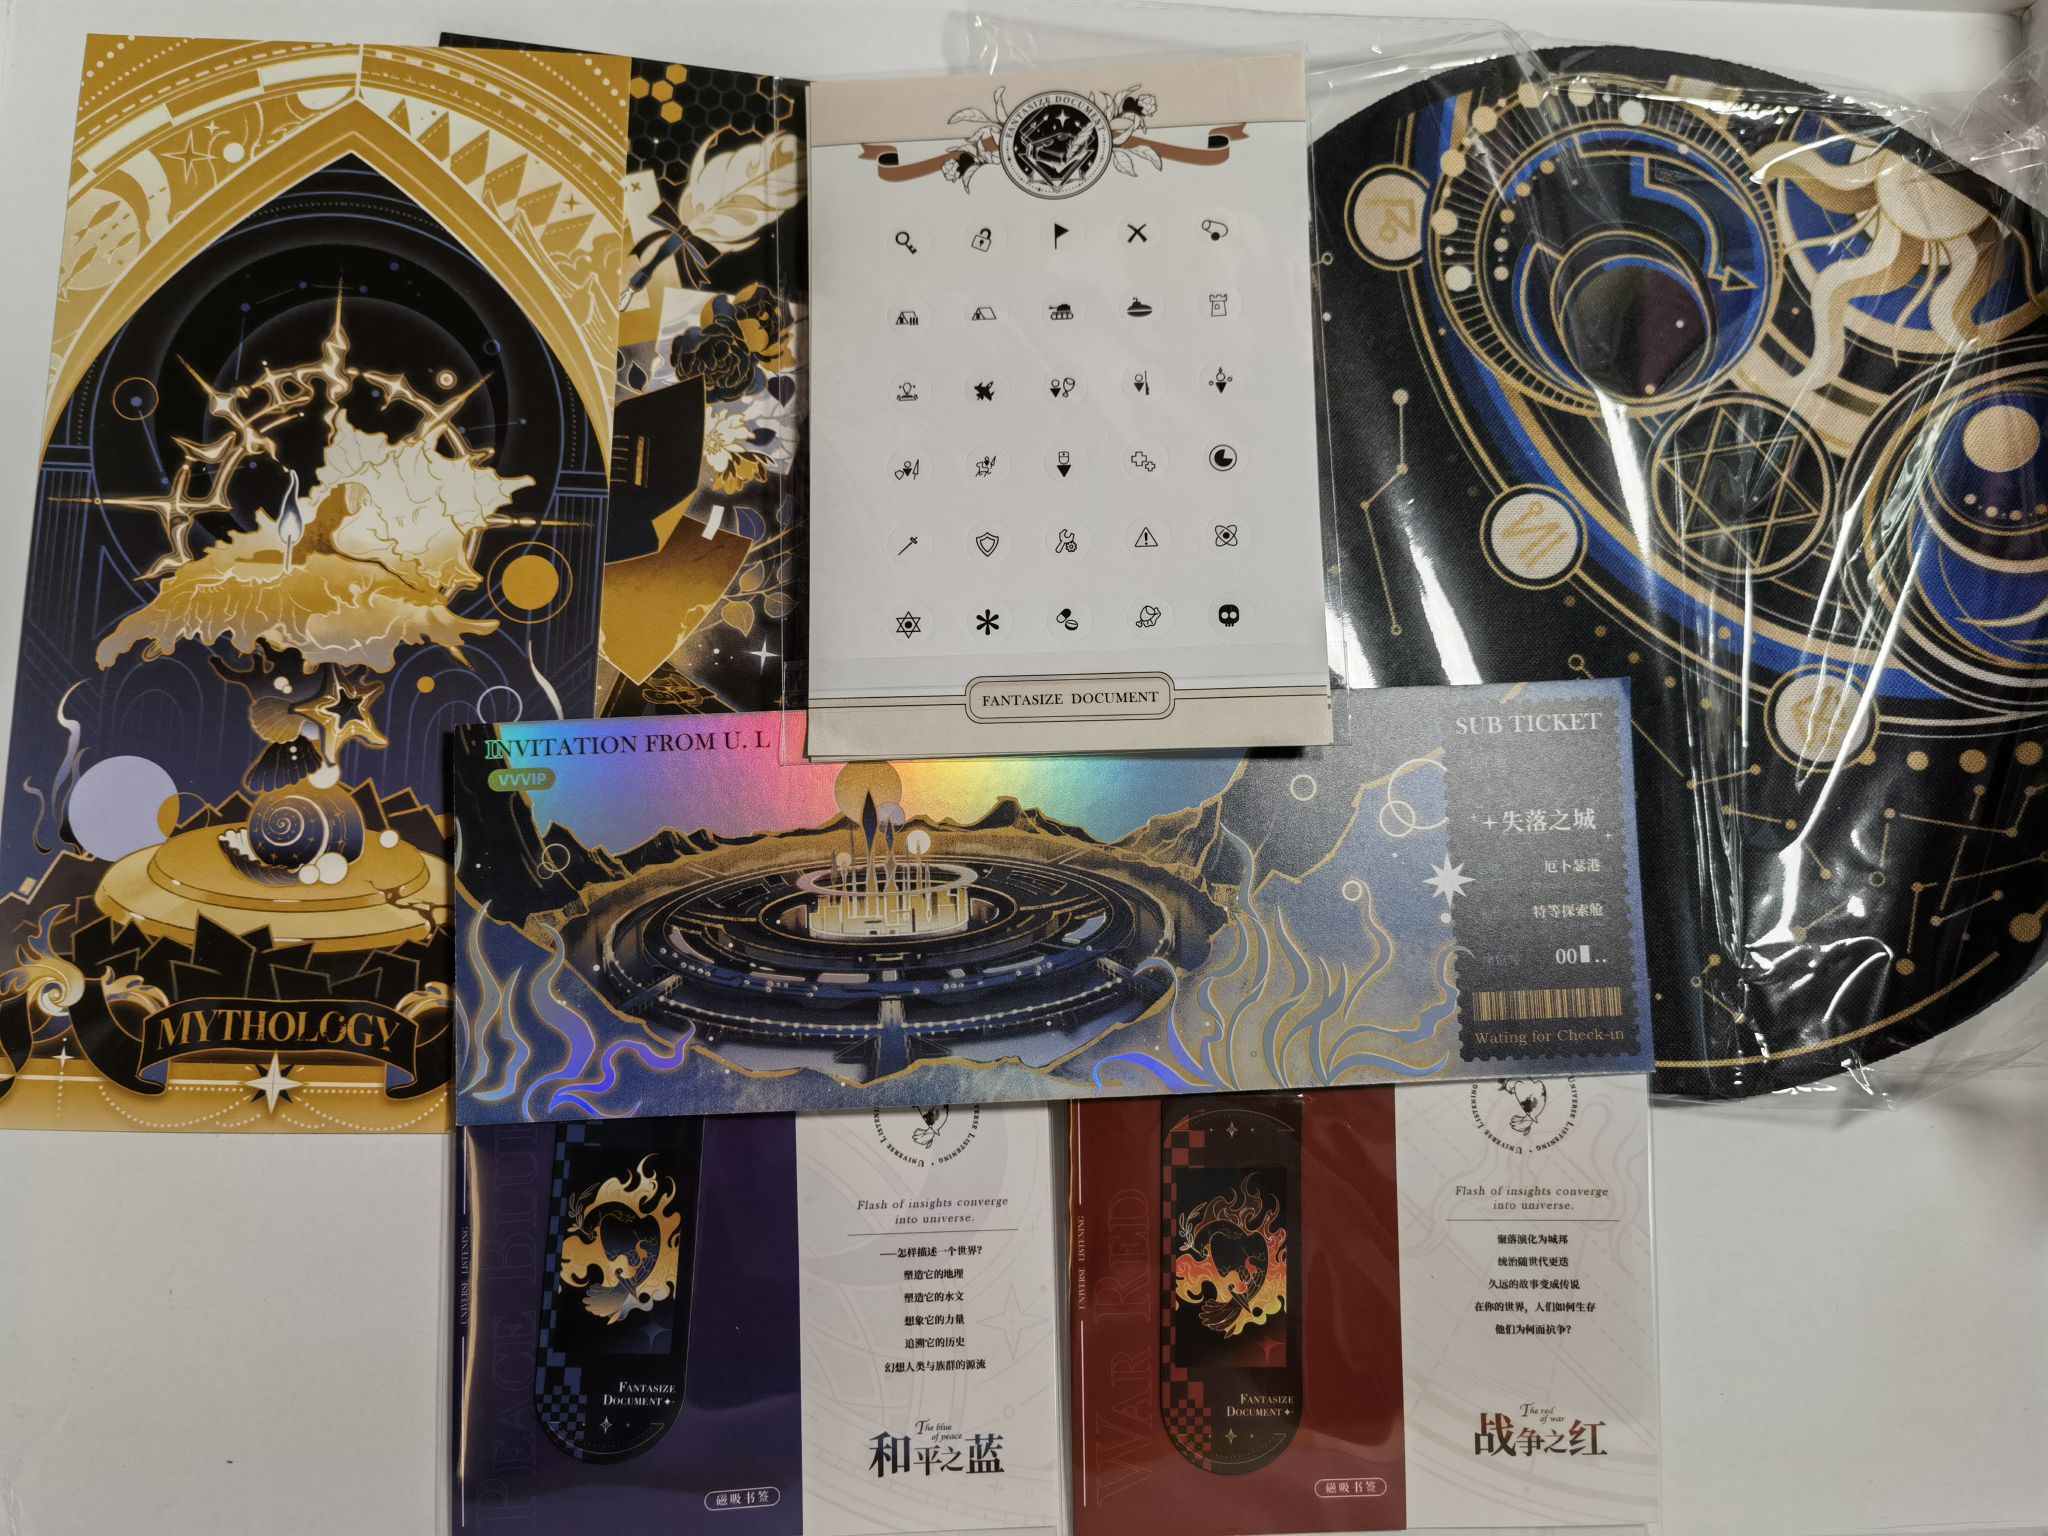 FANTASIZE DOCUMENT
FANTASIZE DOCUMENT
MYTHOLOGY
INVITATION FROM U. L
VVVIP
SUB TICKET
失落之城
厄卜瑟港
特等探索舱
00
Wating for Check-in
PEACE BLUE
UNIVERSE LISTENING
FANTASIZE
DOCUMENT
磁吸书签
UNIVERSE LISTENING
Flash of insights converge
into universe.
——怎样描述一个世界？
塑造它的地理
塑造它的水文
想象它的力量
追溯它的历史
幻想人类与族群的源流
The blue
of peace
和平之蓝
WAR RED
UNIVERSE LISTENING
FANTASIZE
DOCUMENT
磁吸书签
UNIVERSE LISTENING
Flash of insights converge
into universe.
聚落演化为城邦
统治随世代更迭
久远的故事变成传说
在你的世界，人们如何生存
他们为何而抗争？
The red
of war
战争之红